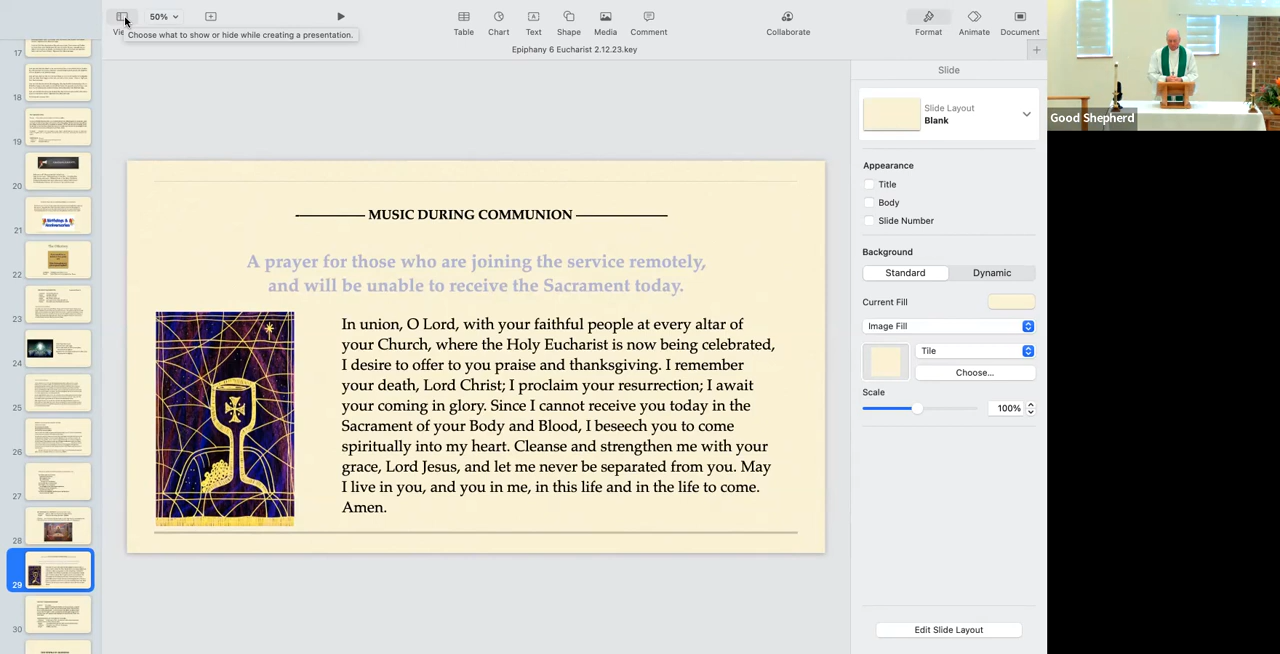 50%
View
Choose what to show or hide while creating a presentation.
Table
Chart
Text
Shape
Media
Comment
Collaborate
Format
Animate
Document
Epiphany 6 Eucharist 2.12.23.key
Good Shepherd
17
18
19
20
21
22
23
24
25
26
27
28
29
30
MUSIC DURING COMMUNION
A prayer for those who are joining the service remotely,
and will be unable to receive the Sacrament today.
In union, O Lord, with your faithful people at every altar of
your Church, where the Holy Eucharist is now being celebrated,
I desire to offer to you praise and thanksgiving. I remember
your death, Lord Christ; I proclaim your resurrection; I await
your coming in glory. Since I cannot receive you today in the
Sacrament of your Body and Blood, I beseech you to come
spiritually into my heart. Cleanse and strengthen me with your
grace, Lord Jesus, and let me never be separated from you. May
I live in you, and you in me, in this life and in the life to come.
Amen.
Slide
Slide Layout
Blank
Appearance
Title
Body
Slide Number
Background
Standard
Dynamic
Current Fill
Image Fill
Tile
Choose...
Scale
100%
Edit Slide Layout